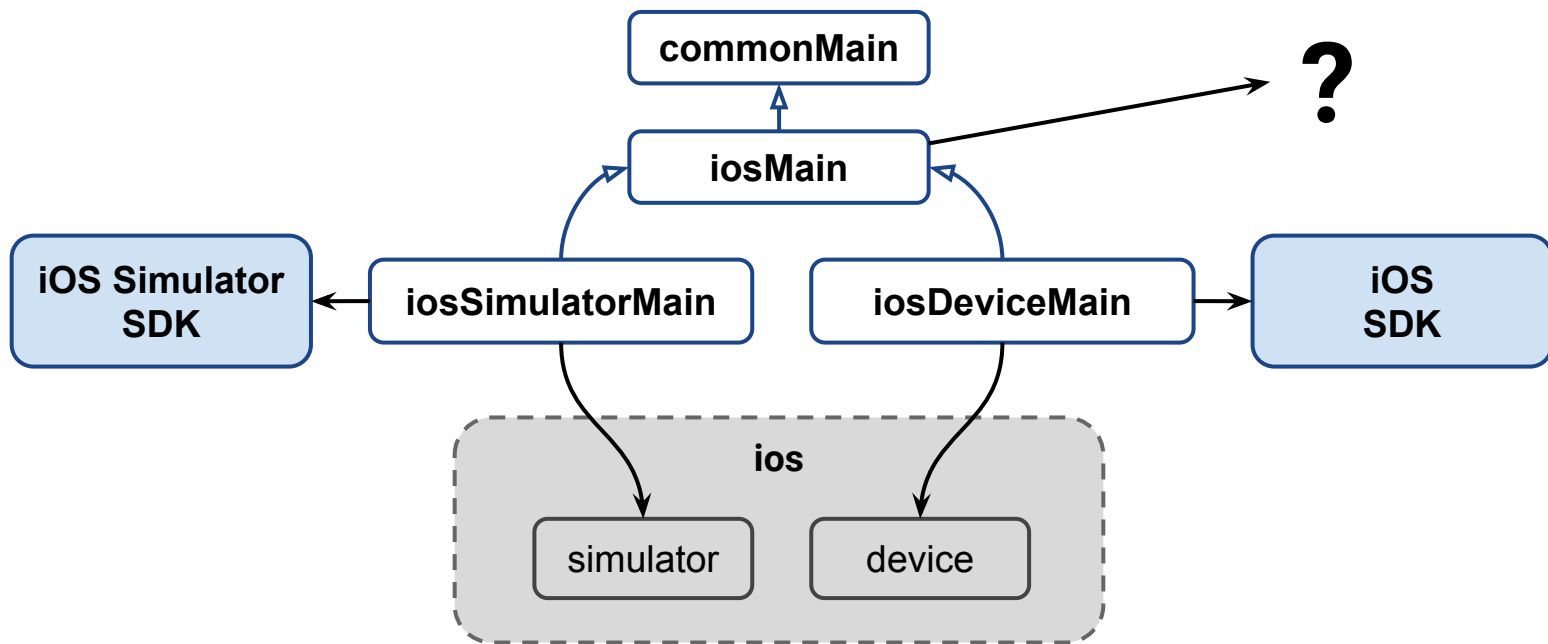 commonMain
?
iosMain
iOS Simulator
SDK
iosSimulatorMain
iosDeviceMain
iOS
SDK
ios
simulator
device